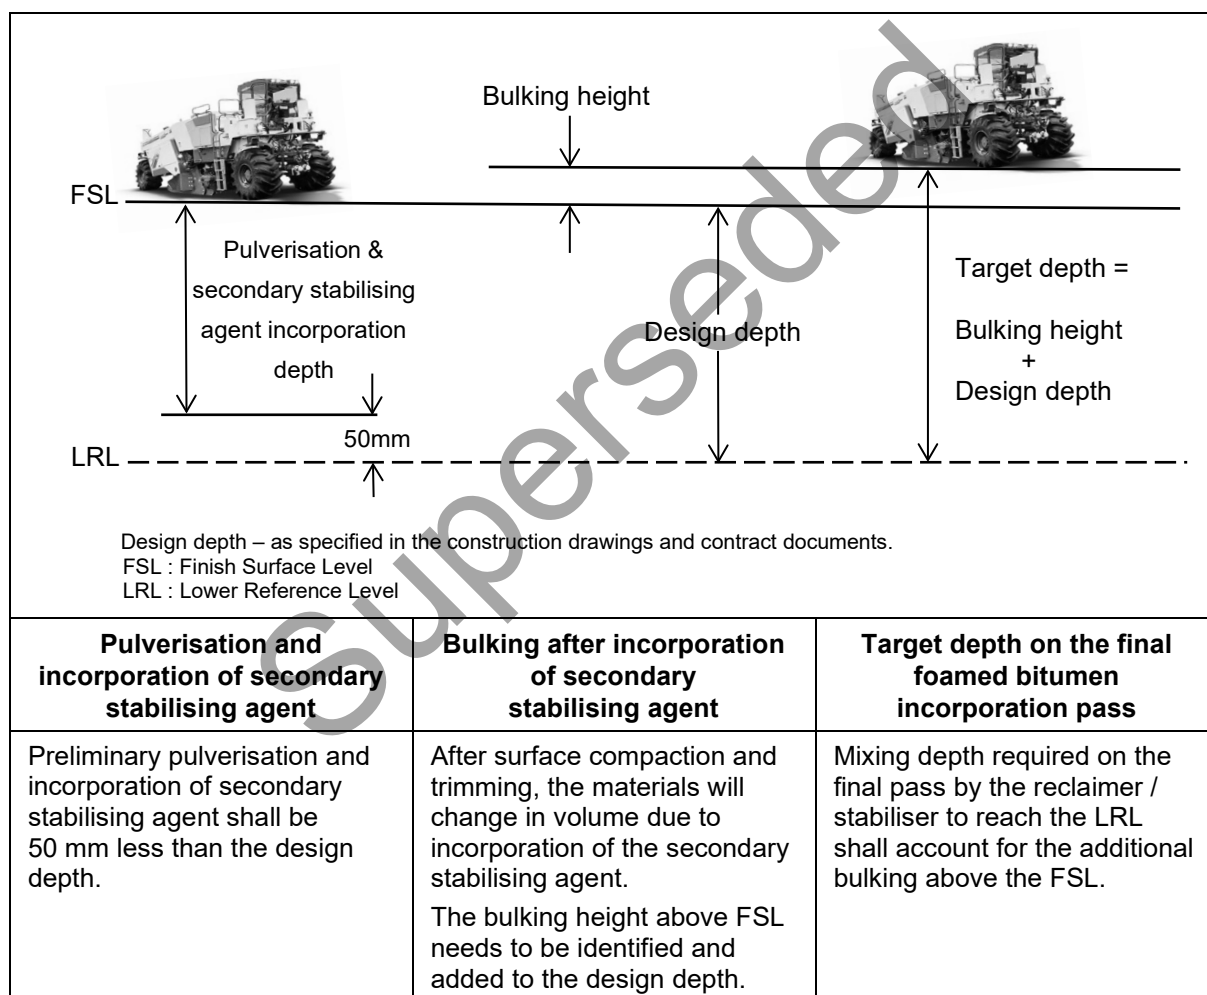 Bulking height
FSL
Pulverisation &
secondary stabilising
agent incorporation
depth
Design depth
Target depth =
Bulking height
+
Design depth
50mm
LRL
Design depth – as specified in the construction drawings and contract documents.
FSL : Finish Surface Level
LRL : Lower Reference Level
Superseded
Pulverisation and
incorporation of secondary
stabilising agent
Bulking after incorporation
of secondary
stabilising agent
Target depth on the final
foamed bitumen
incorporation pass
Preliminary pulverisation and
incorporation of secondary
stabilising agent shall be
50 mm less than the design
depth.
After surface compaction and
trimming, the materials will
change in volume due to
incorporation of the secondary
stabilising agent.
The bulking height above FSL
needs to be identified and
added to the design depth.
Mixing depth required on the
final pass by the reclaimer /
stabiliser to reach the LRL
shall account for the additional
bulking above the FSL.